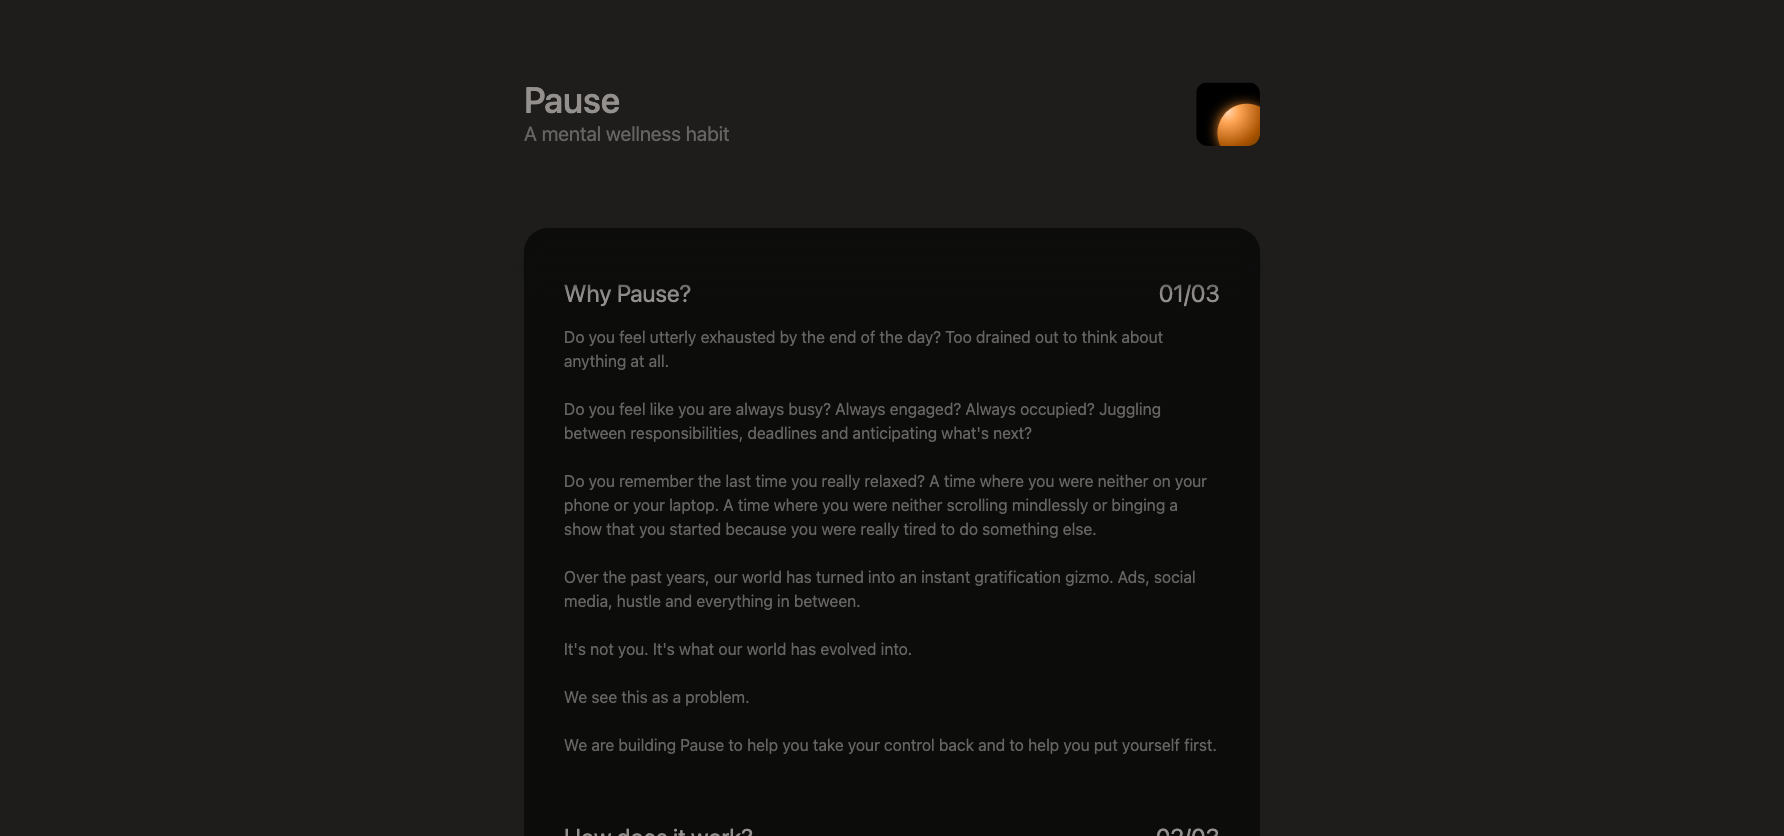 Pause
A mental wellness habit
Why Pause?
01/03
Do you feel utterly exhausted by the end of the day? Too drained out to think about
anything at all.
Do you feel like you are always busy? Always engaged? Always occupied? Juggling
between responsibilities, deadlines and anticipating what's next?
Do you remember the last time you really relaxed? A time where you were neither on your
phone or your laptop. A time where you were neither scrolling mindlessly or binging a
show that you started because you were really tired to do something else.
Over the past years, our world has turned into an instant gratification gizmo. Ads, social
media, hustle and everything in between.
It's not you. It's what our world has evolved into.
We see this as a problem.
We are building Pause to help you take your control back and to help you put yourself first.
How does it work?
02/03